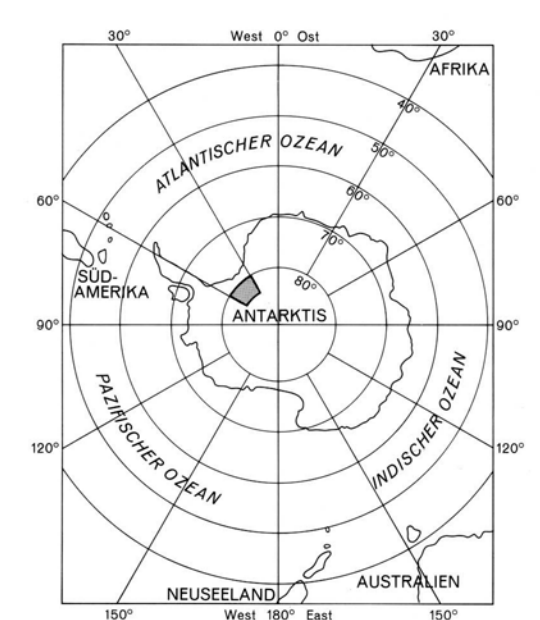 30° West 0° Ost 30°
AFRIKA
40°
ATLANTISCHER OZEAN
50°
60°
60°
60°
70°
SÜD-
AMERIKA
80°
ANTARKTIS
90°
90°
PAZIFISCHER OZEAN
INDISCHER OZEAN
120°
120°
NEUSEELAND
AUSTRALIEN
150° West 180° East 150°